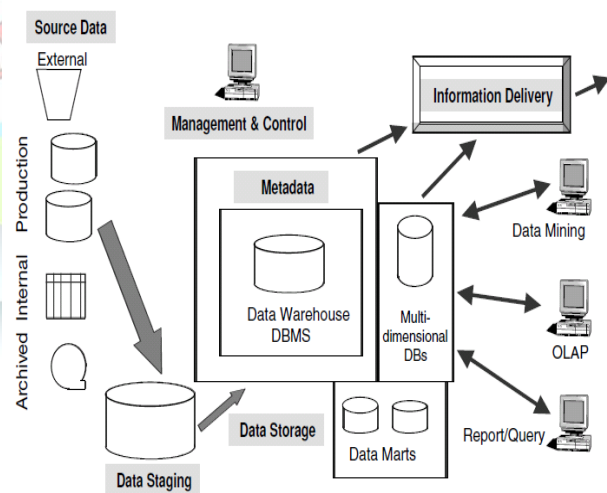 Source Data
External
Production
Internal
Archived
Management & Control
Information Delivery
Metadata
Data Warehouse
DBMS
Multi-
dimensional
DBs
Data Mining
OLAP
Report/Query
Data Storage
Data Marts
Data Staging